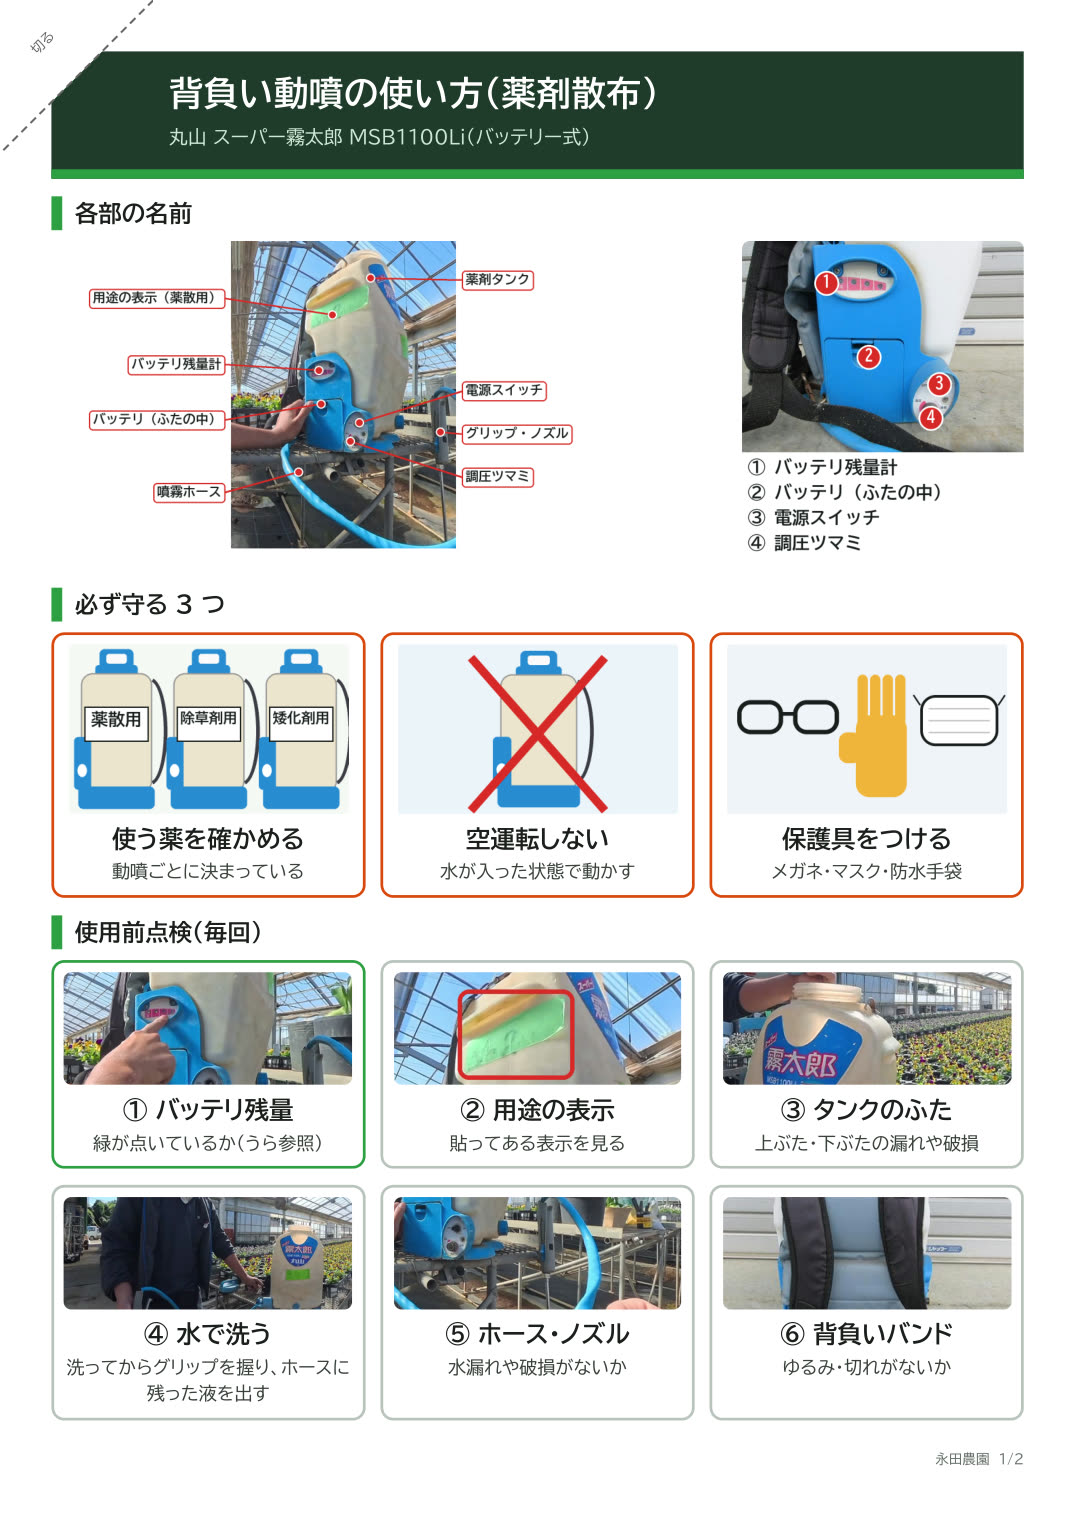 切る
背負い動噴の使い方（薬剤散布）
丸山 スーパー霧太郎 MSB1100Li（バッテリー式）
各部の名前
用途の表示（薬散用）
バッテリ残量計
バッテリ（ふたの中）
噴霧ホース
薬剤タンク
電源スイッチ
グリップ・ノズル
調圧ツマミ
1
2
3
4
① バッテリ残量計
② バッテリ（ふたの中）
③ 電源スイッチ
④ 調圧ツマミ
必ず守る 3 つ
薬散用
除草剤用
矮化剤用
使う薬を確かめる
動噴ごとに決まっている
空運転しない
水が入った状態で動かす
保護具をつける
メガネ・マスク・防水手袋
使用前点検（毎回）
① バッテリ残量
緑が点いているか（うら参照）
スーパー
② 用途の表示
貼ってある表示を見る
霧太郎
③ タンクのふた
上ぶた・下ぶたの漏れや破損
霧太郎
④ 水で洗う
洗ってからグリップを握り、ホースに
残った液を出す
⑤ ホース・ノズル
水漏れや破損がないか
⑥ 背負いバンド
ゆるみ・切れがないか
永田農園 1/2